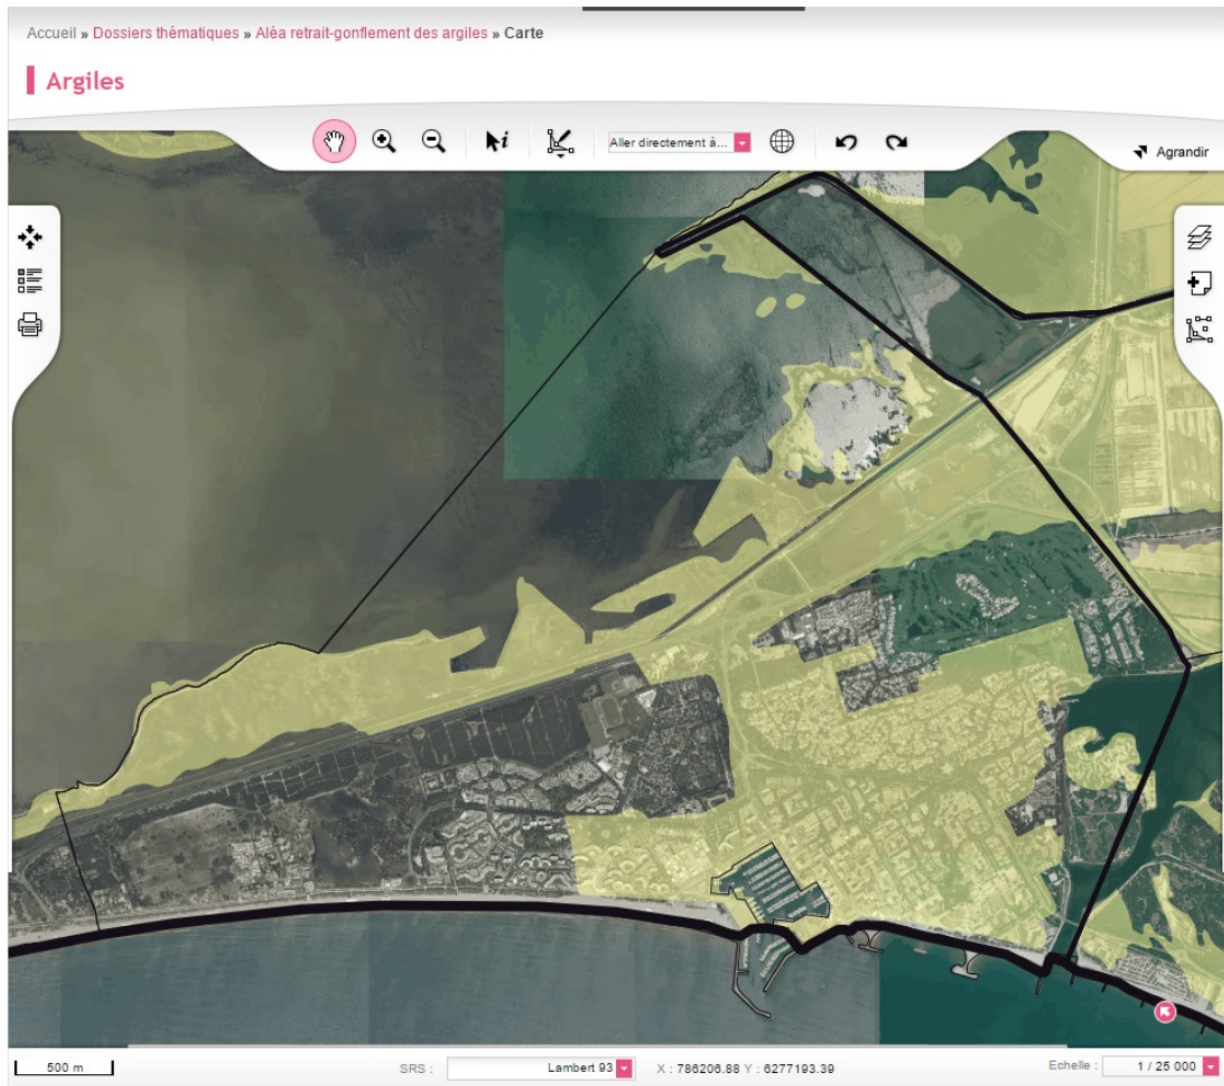 Accueil » Dossiers thématiques » Aléa retrait-gonflement des argiles » Carte
Argiles
Aller directement à...
Agrandir
500 m
SRS :
Lambert 93
X : 786206.88 Y : 6277193.39
Echelle :
1 / 25 000